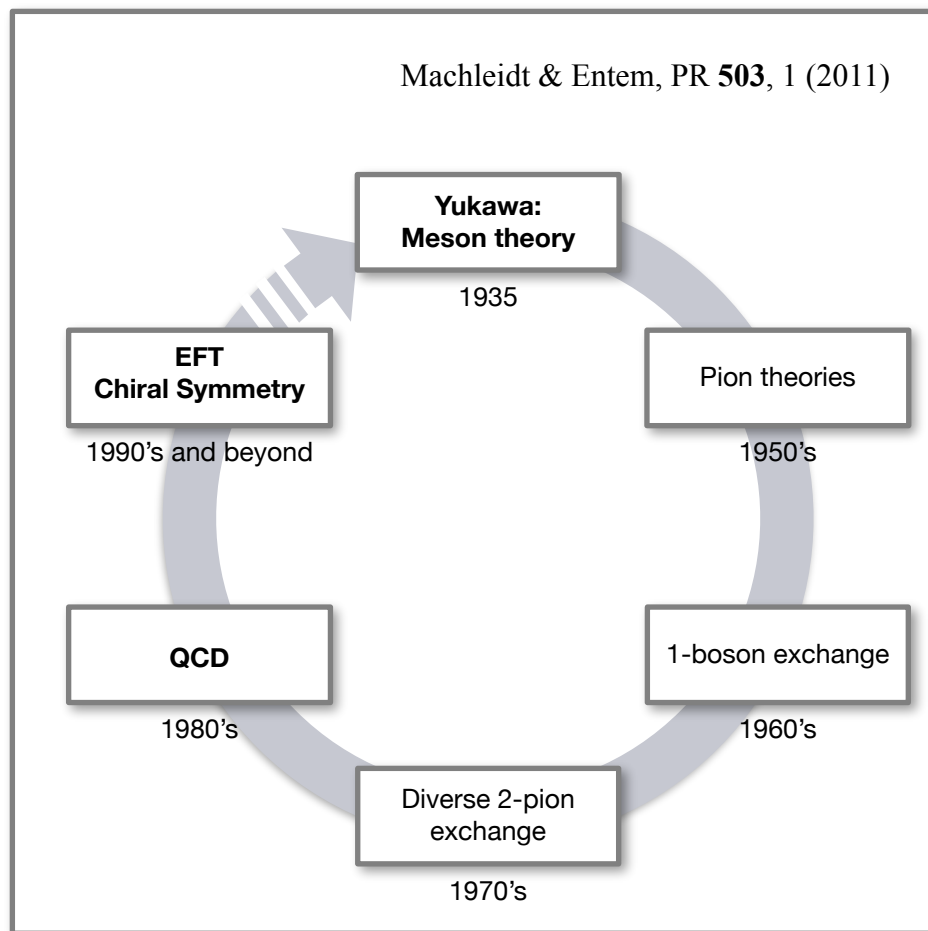 Machleidt & Entem, PR 503, 1 (2011)
Yukawa:
Meson theory
1935
Pion theories
1950’s
1-boson exchange
1960’s
Diverse 2-pion
exchange
1970’s
QCD
1980’s
EFT
Chiral Symmetry
1990’s and beyond